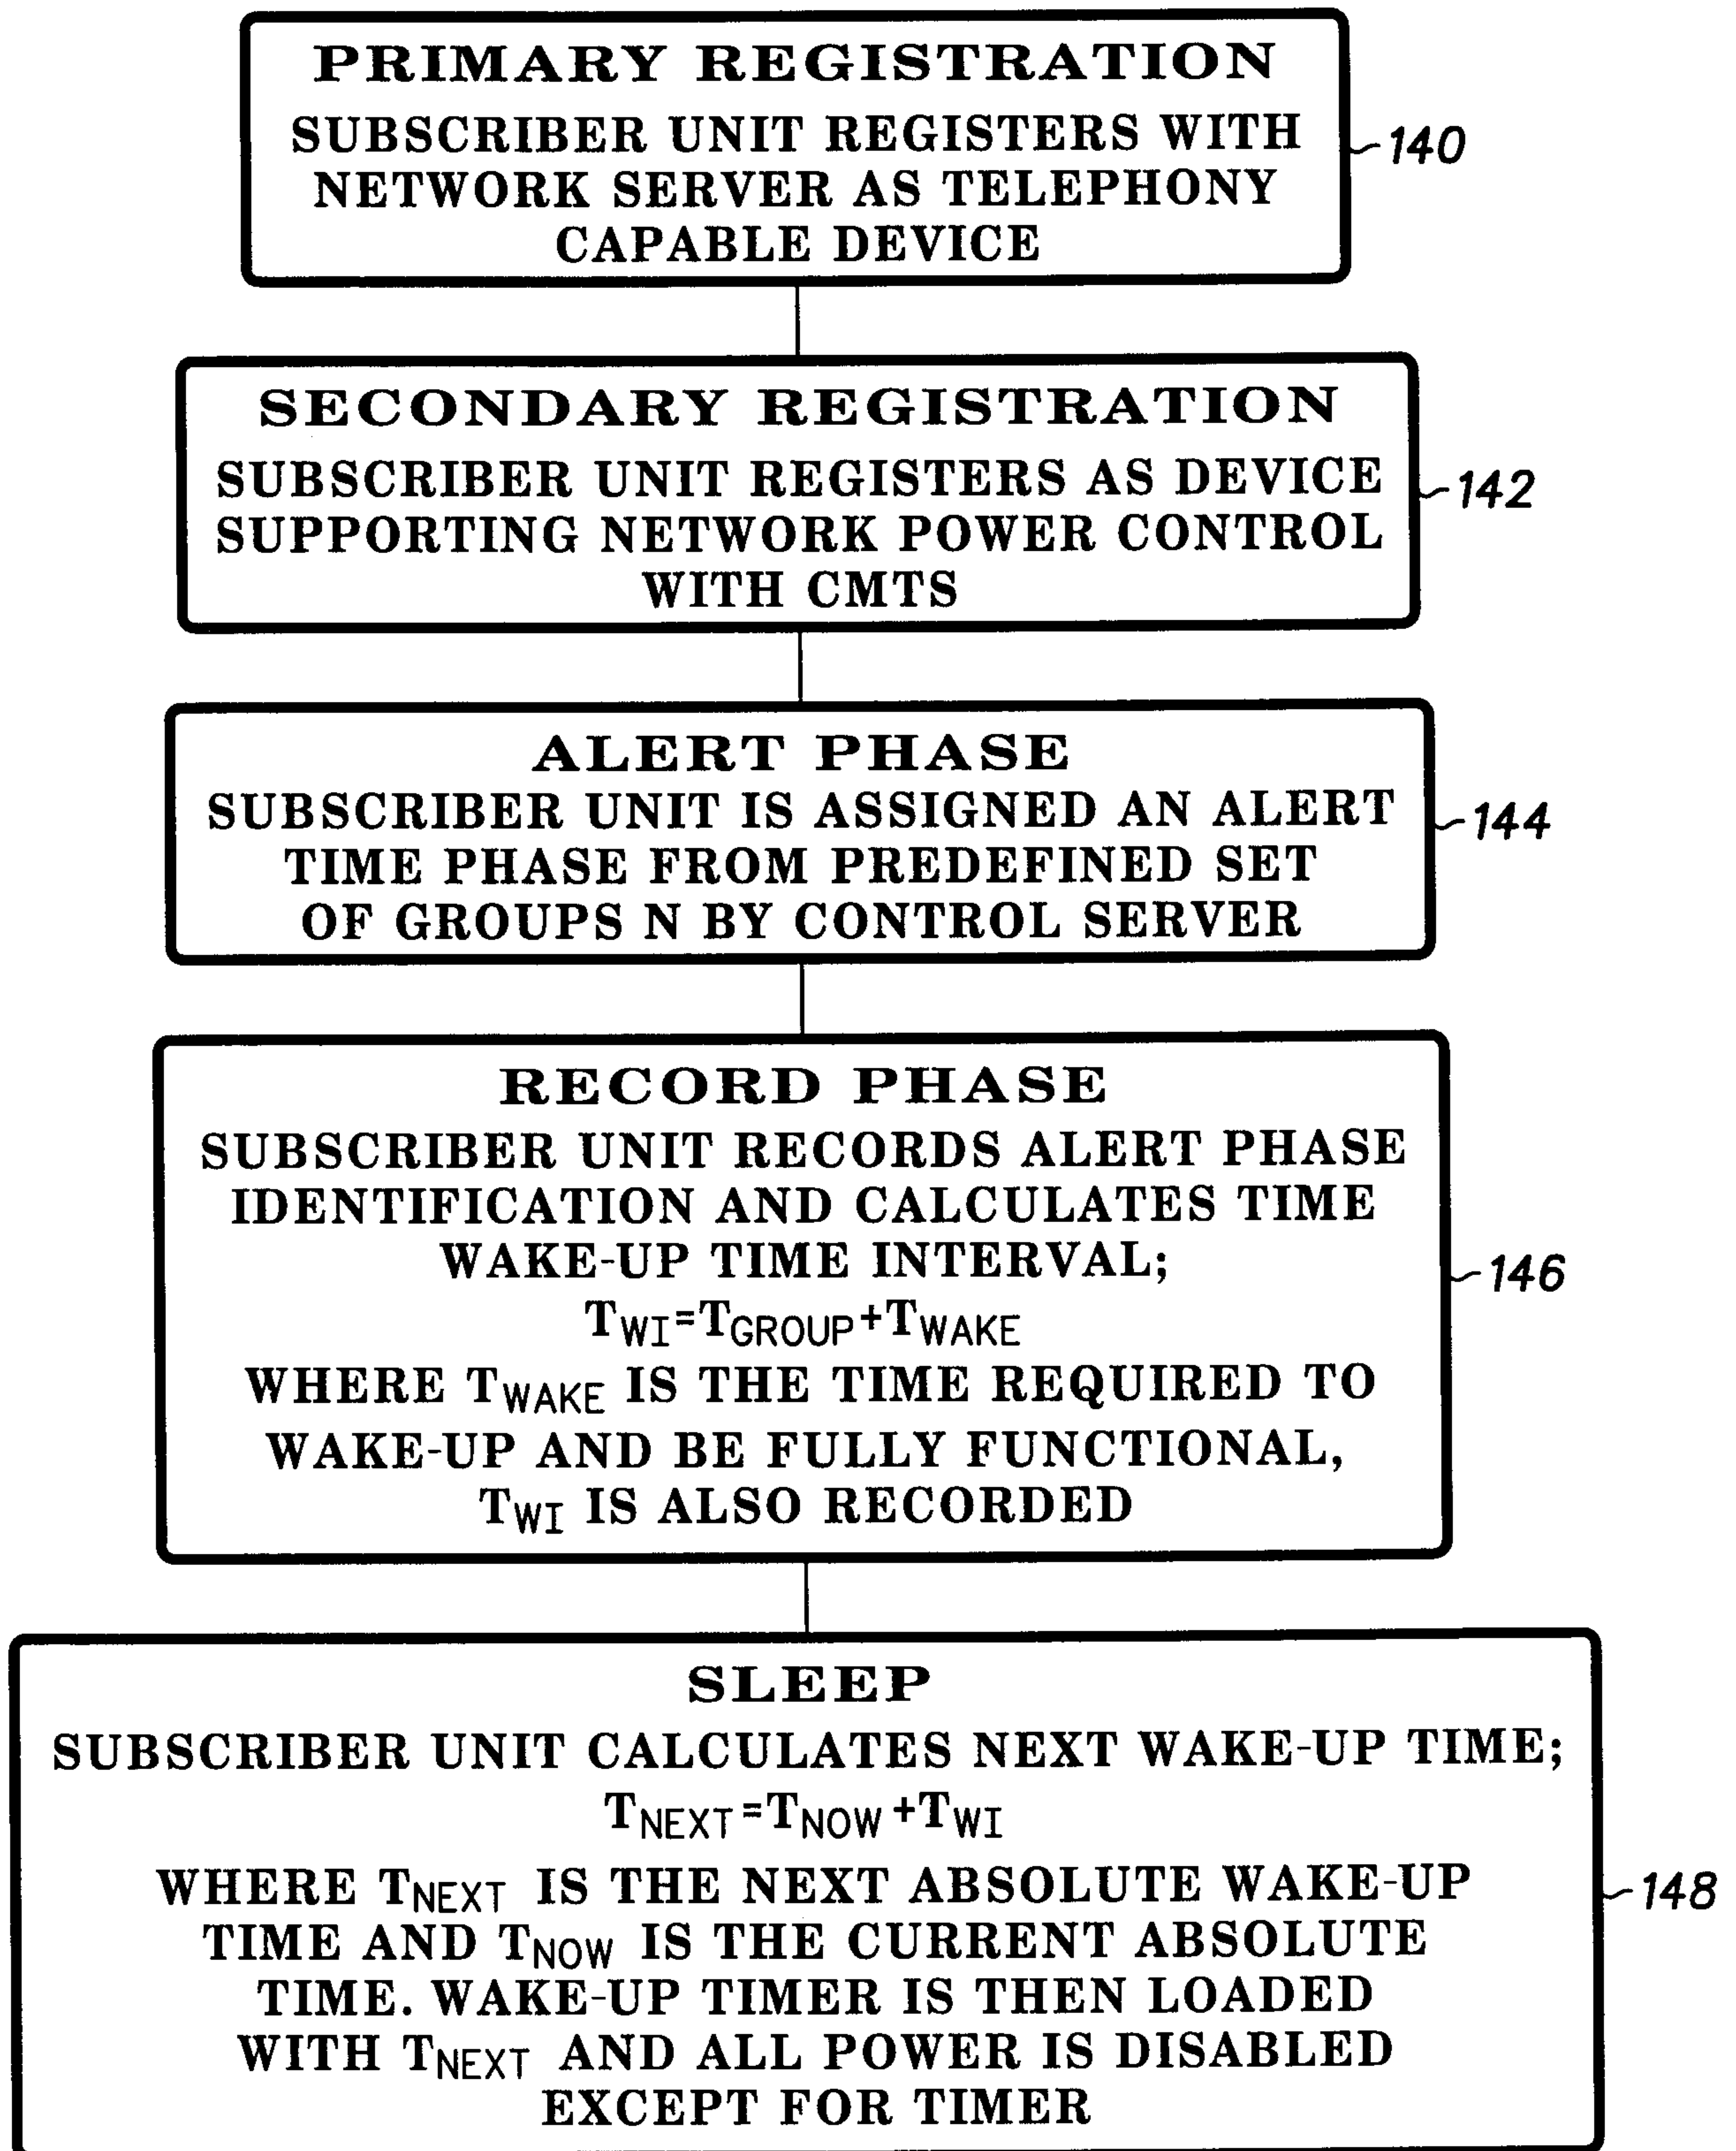 PRIMARY REGISTRATION
SUBSCRIBER UNIT REGISTERS WITH
NETWORK SERVER AS TELEPHONY
CAPABLE DEVICE
140
SECONDARY REGISTRATION
SUBSCRIBER UNIT REGISTERS AS DEVICE
SUPPORTING NETWORK POWER CONTROL
WITH CMTS
142
ALERT PHASE
SUBSCRIBER UNIT IS ASSIGNED AN ALERT
TIME PHASE FROM PREDEFINED SET
OF GROUPS N BY CONTROL SERVER
144
RECORD PHASE
SUBSCRIBER UNIT RECORDS ALERT PHASE
IDENTIFICATION AND CALCULATES TIME
WAKE-UP TIME INTERVAL;
TWI=TGROUP+TWAKE
WHERE TWAKE IS THE TIME REQUIRED TO
WAKE-UP AND BE FULLY FUNCTIONAL,
TWI IS ALSO RECORDED
146
SLEEP
SUBSCRIBER UNIT CALCULATES NEXT WAKE-UP TIME;
TNEXT=TNOW+TWI
WHERE TNEXT IS THE NEXT ABSOLUTE WAKE-UP
TIME AND TNOW IS THE CURRENT ABSOLUTE
TIME. WAKE-UP TIMER IS THEN LOADED
WITH TNEXT AND ALL POWER IS DISABLED
EXCEPT FOR TIMER
148